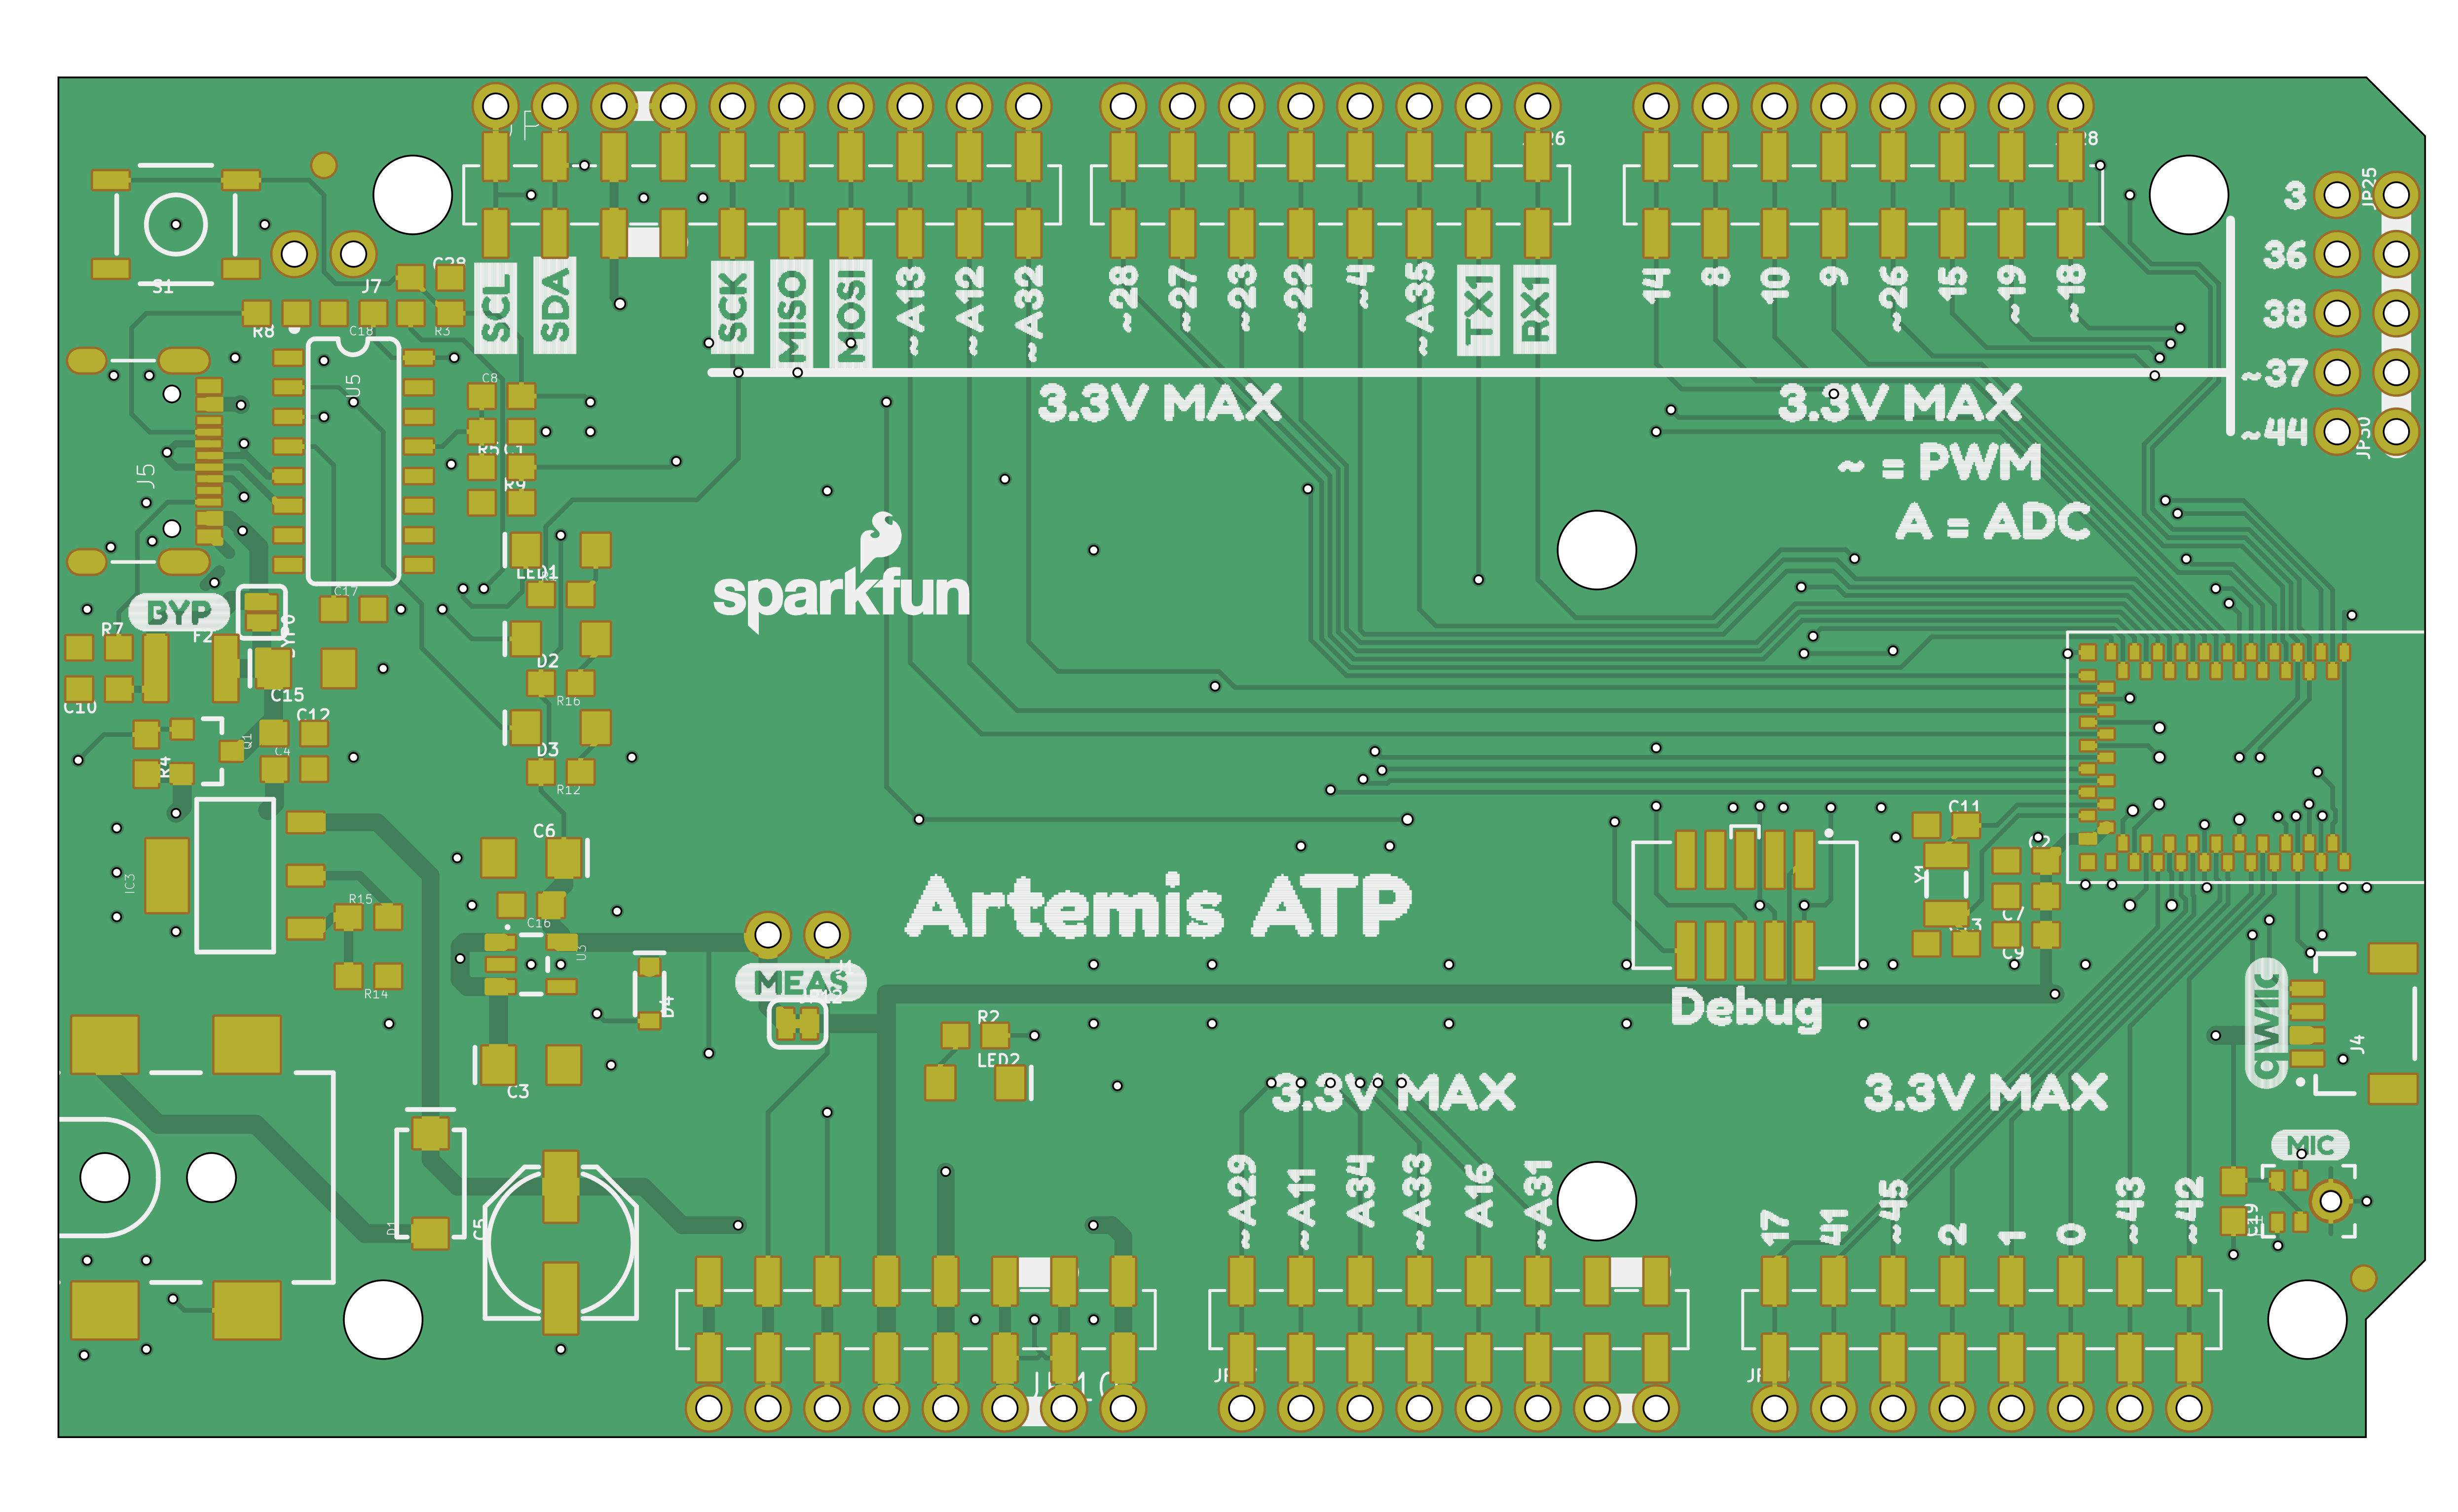 S1
J7
C28
R8
C18
R3
SCL
SDA
SCK
MISO
MOSI
~A13
~A12
~A32
~28
~27
~23
~22
~4
~A35
TX1
RX1
14
8
10
9
~26
15
~19
~18
3
36
38
~37
~44
JP25
3.3V MAX
3.3V MAX
~ = PWM
A = ADC
U5
C8
J5
R5
C1
R9
sparkfun
LED1
BYP
C17
R7
F2
D2
C15
R16
C10
C12
Q1
C4
D3
R4
R12
C6
IC3
R15
C16
U3
R14
D4
MEAS
C3
R2
LED2
Artemis ATP
Debug
C11
C2
Y1
C7
C9
qwiic
J4
MIC
3.3V MAX
3.3V MAX
D1
C5
~A29
~A11
A34
~A33
A16
~A31
17
41
~45
2
1
0
~43
~42
C19